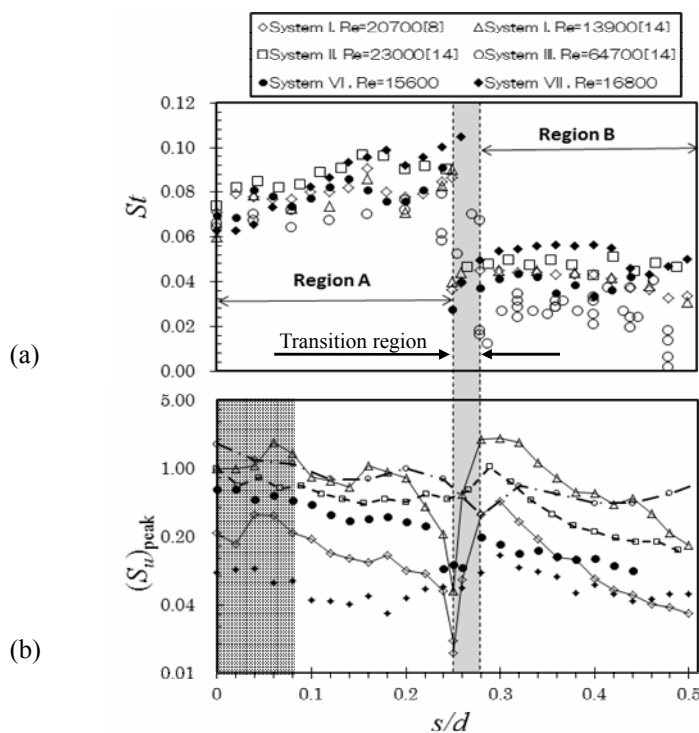 System I. Re=20700[8] System I. Re=13900[14]
System II. Re=23000[14] System III. Re=64700[14]
System VI. Re=15600 System VII. Re=16800
0.12
0.10
0.08
0.06
0.04
0.02
0.00
St
Region B
Region A
Transition region
(a)
5.00
1.00
0.20
0.04
0.01
(Su)peak
(b)
0 0.1 0.2 0.3 0.4 0.5
s/d